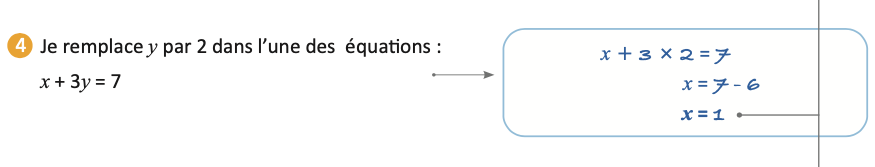 4 Je remplace y par 2 dans l’une des équations :
x + 3y = 7
x + 3 × 2 = 7
x = 7 - 6
x = 1